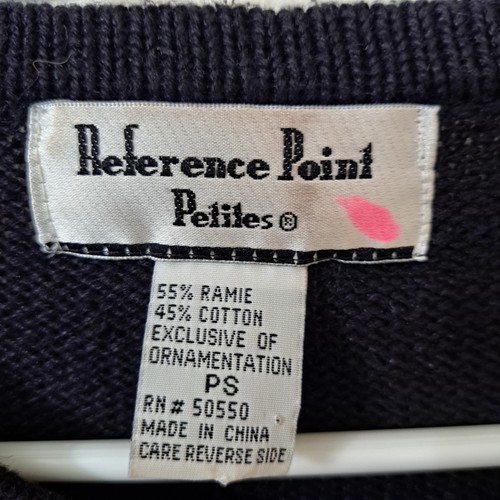 Reference Point
Petites®
55% RAMIE
45% COTTON
EXCLUSIVE OF
ORNAMENTATION
PS
RN# 50550
MADE IN CHINA
CARE REVERSE SIDE